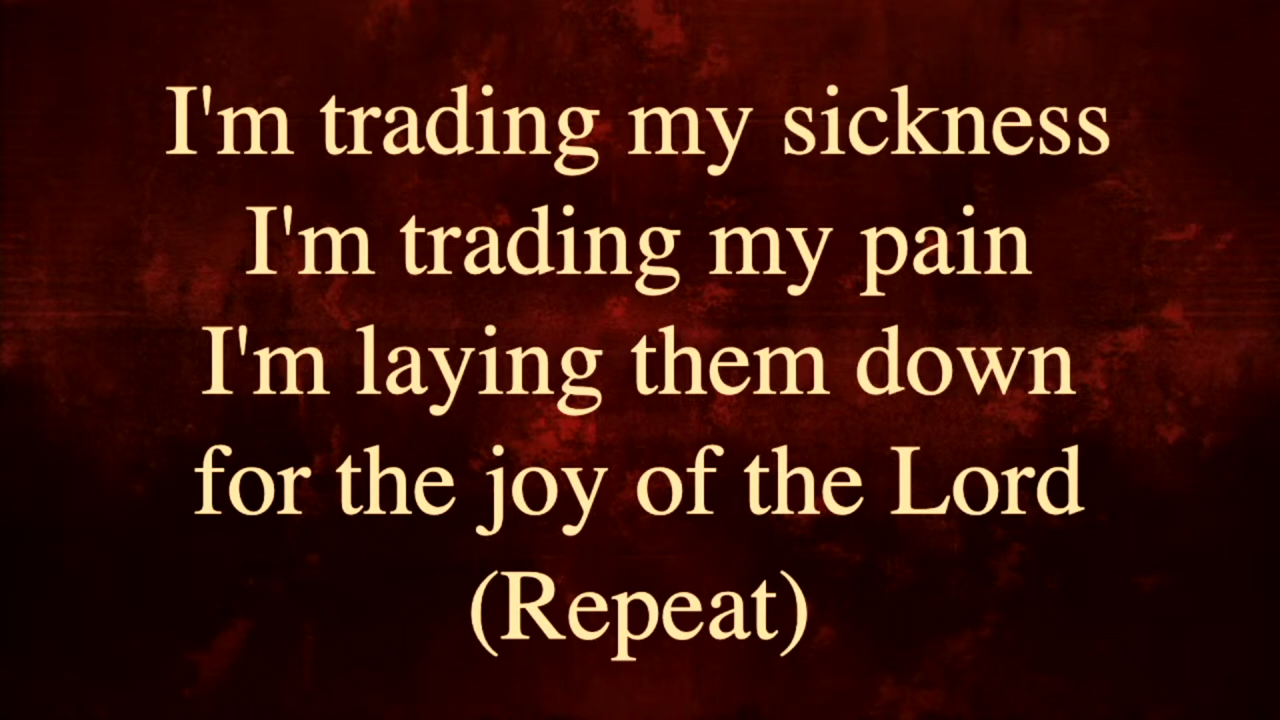 I'm trading my sickness
I'm trading my pain
I'm laying them down
for the joy of the Lord
(Repeat)